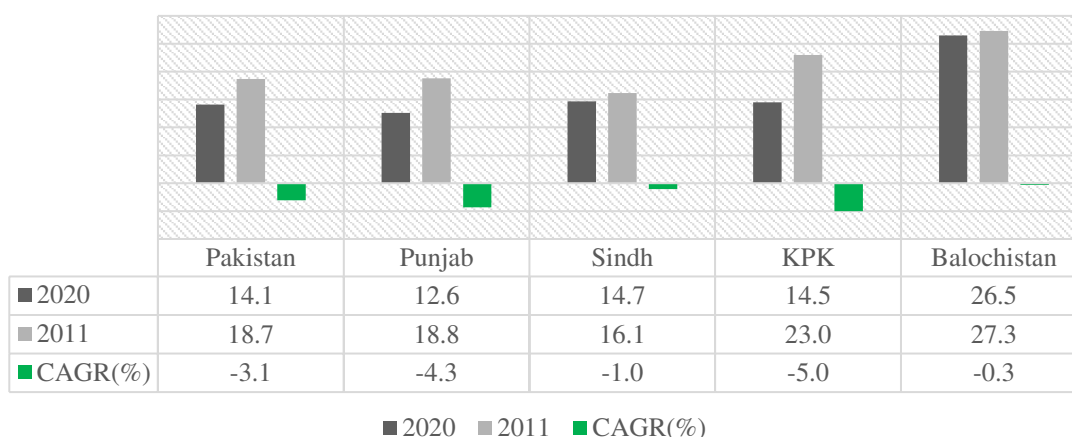 Pakistan Punjab Sindh KPK Balochistan
2020 14.1 12.6 14.7 14.5 26.5
2011 18.7 18.8 16.1 23.0 27.3
CAGR(%) -3.1 -4.3 -1.0 -5.0 -0.3
2020 2011 CAGR(%)